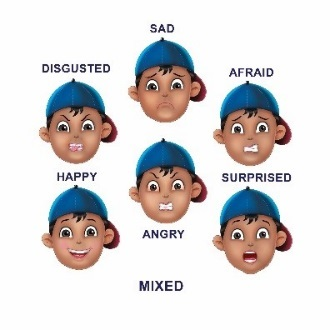 SAD
DISGUSTED
AFRAID
HAPPY
SURPRISED
ANGRY
MIXED